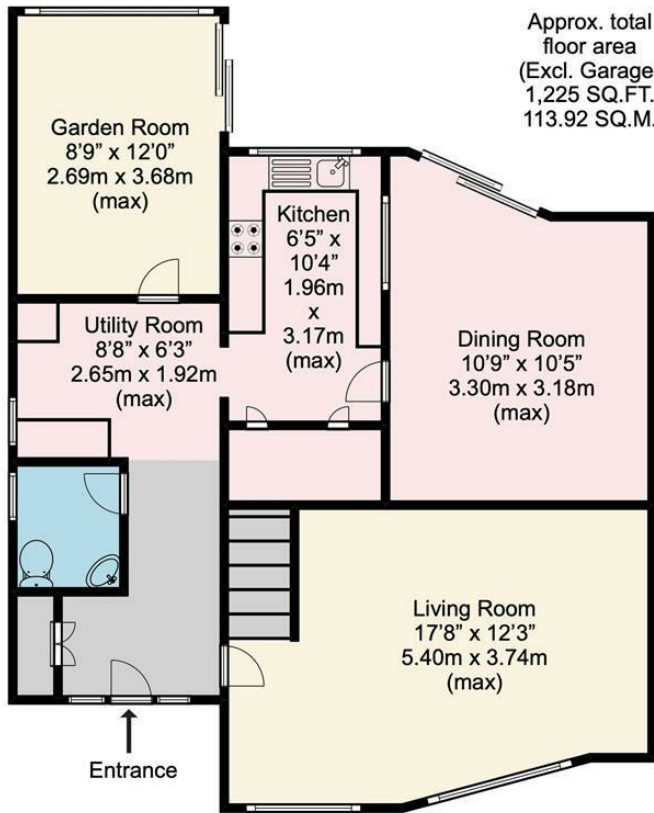 Approx. total
floor area
(Excl. Garage
1,225 SQ.FT.
113.92 SQ.M.
Garden Room
8'9" x 12'0"
2.69m x 3.68m
(max)
Kitchen
6'5" x
10'4"
1.96m
x
3.17m
(max)
Utility Room
8'8" x 6'3"
2.65m x 1.92m
(max)
Dining Room
10'9" x 10'5"
3.30m x 3.18m
(max)
Living Room
17'8" x 12'3"
5.40m x 3.74m
(max)
Entrance